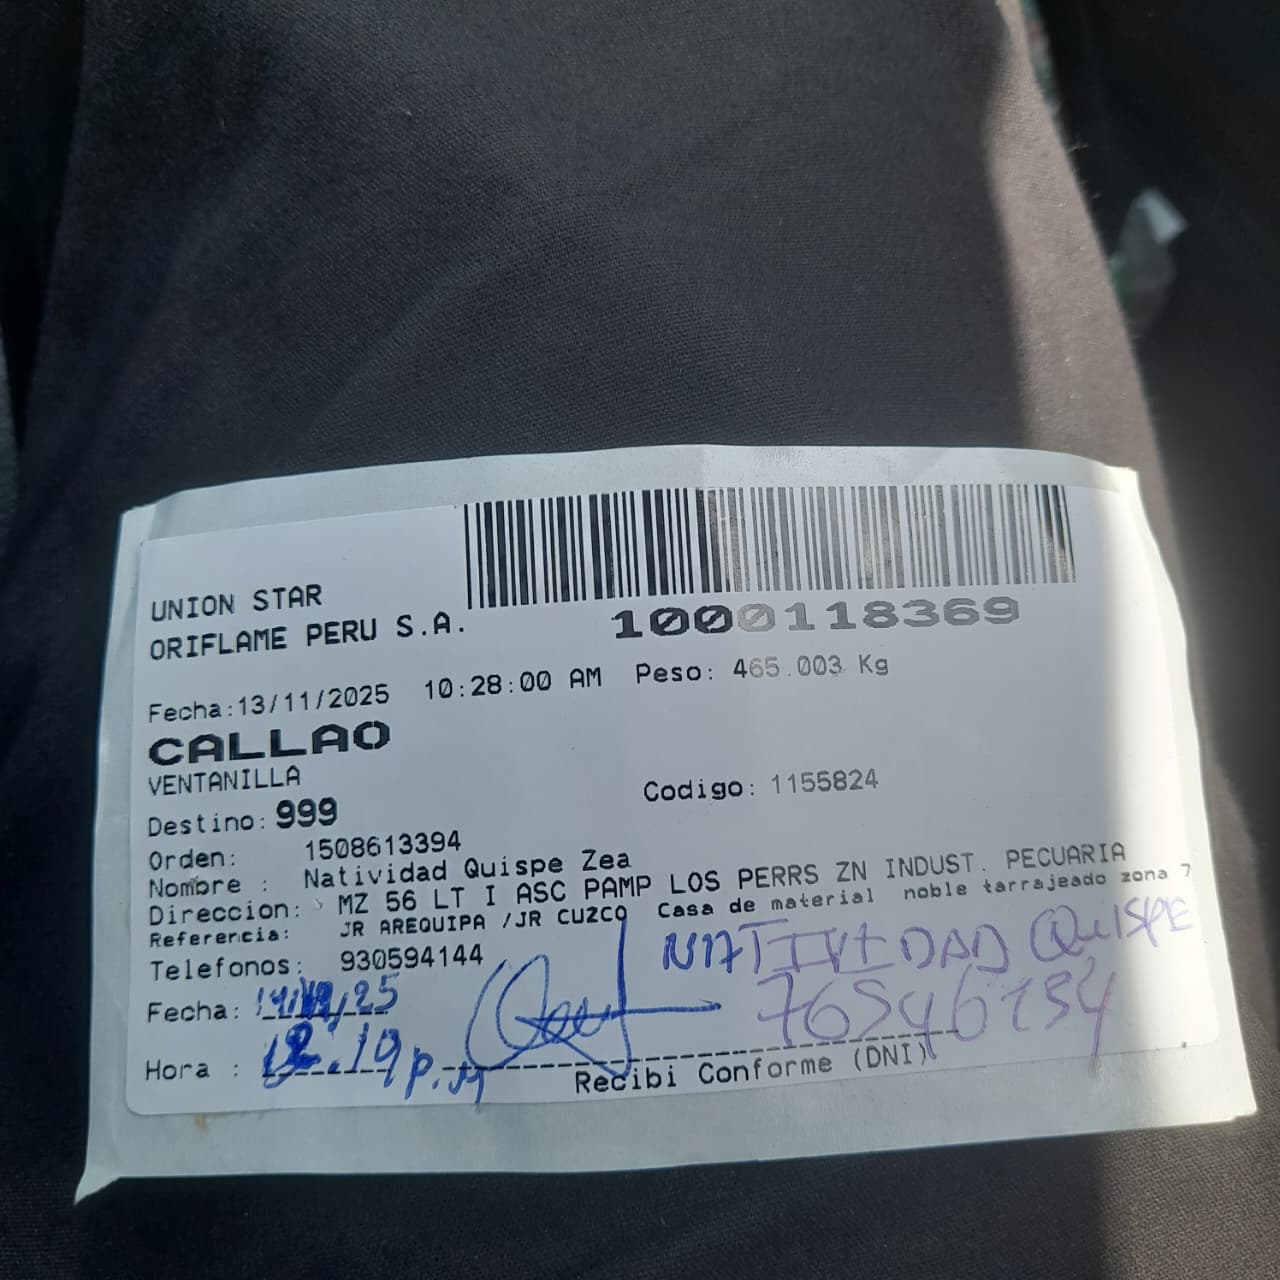 UNION STAR
ORIFLAME PERU S.A.
1000118369
Fecha:13/11/2025 10:28:00 AM Peso: 465.003 Kg
CALLAO
VENTANILLA
Destino: 999
Codigo: 1155824
Orden: 1508613394
Nombre : Natividad Quispe Zea
Direccion: MZ 56 LT I ASC PAMP LOS PERRS ZN INDUST. PECUARIA
Referencia: JR AREQUIPA /JR CUZCO Casa de material noble tarrajeado zona 7
Telefonos: 930594144
NATIVIDAD QUISPE
Fecha: 25
Hora : 12.19 p.m
Recibi Conforme (DNI)